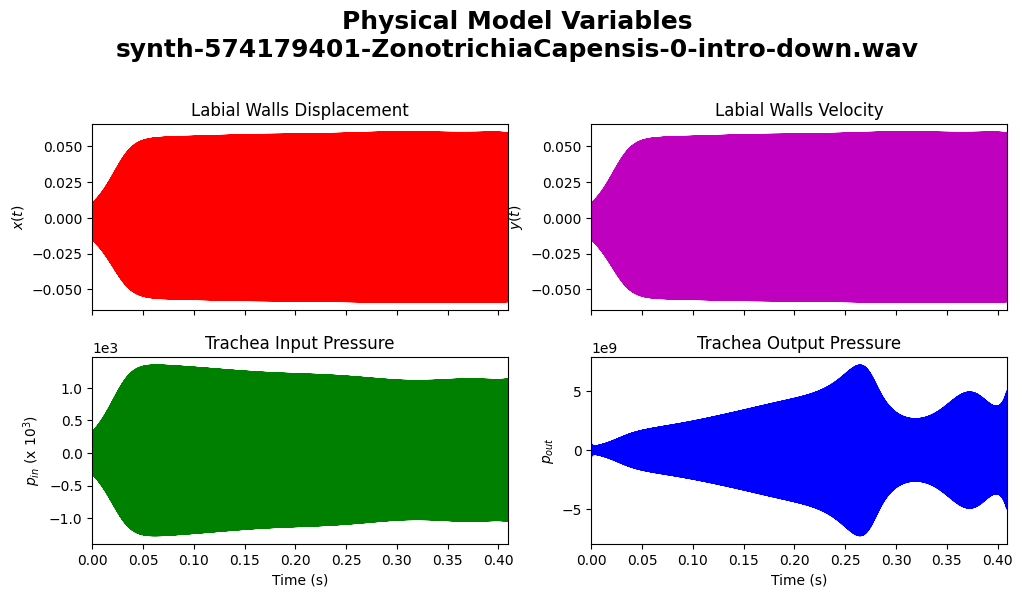 Physical Model Variables
synth-574179401-ZonotrichiaCapensis-0-intro-down.wav
Labial Walls Displacement
0.050
0.025
0.000
−0.025
−0.050
x(t)
Labial Walls Velocity
0.050
0.025
0.000
−0.025
−0.050
y(t)
Trachea Input Pressure
1e3
1.0
0.5
0.0
−0.5
−1.0
p_in (x 10^3)
0.00 0.05 0.10 0.15 0.20 0.25 0.30 0.35 0.40
Time (s)
Trachea Output Pressure
1e9
5
0
−5
p_out
0.00 0.05 0.10 0.15 0.20 0.25 0.30 0.35 0.40
Time (s)